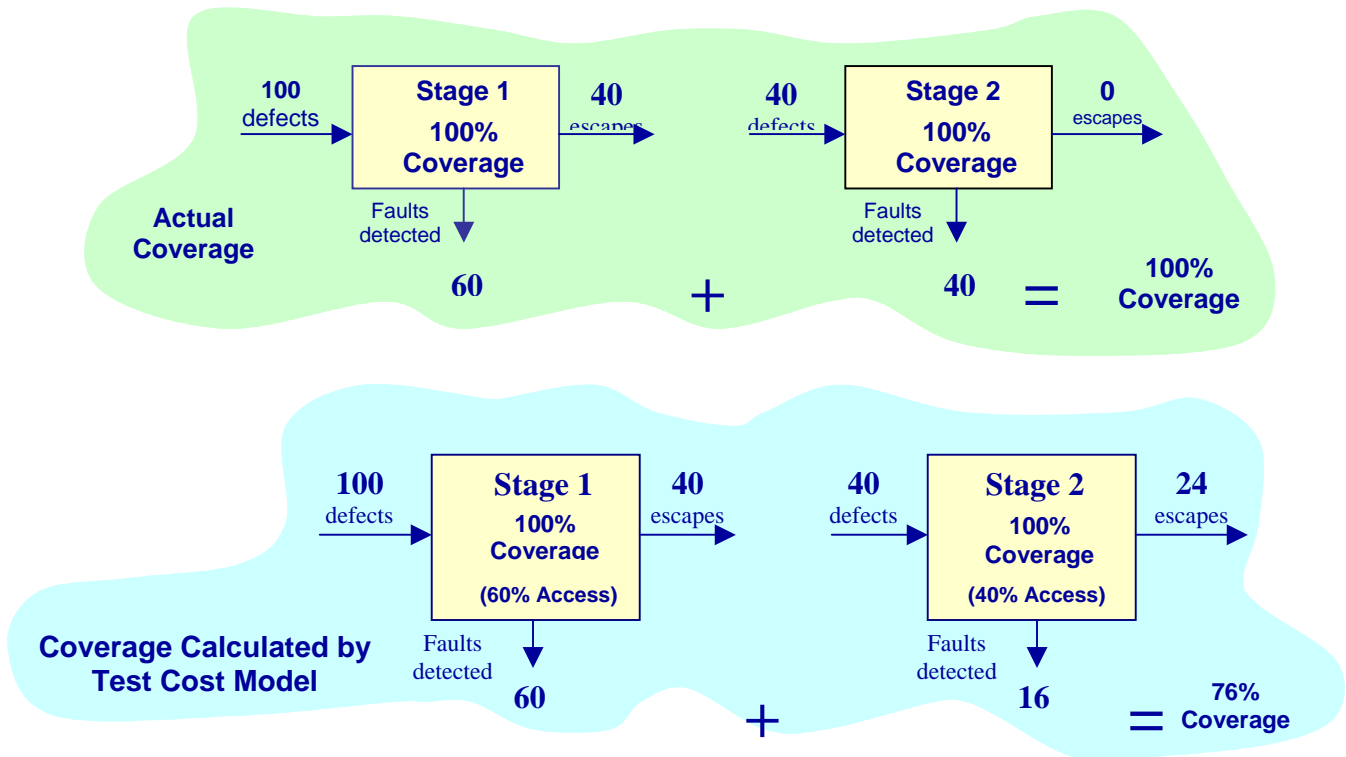 100
defects
Stage 1
100%
Coverage
40
escapes
40
defects
Stage 2
100%
Coverage
0
escapes
Actual
Coverage
Faults
detected
60
+
Faults
detected
40
=
100%
Coverage
100
defects
Stage 1
100%
Coverage
(60% Access)
40
escapes
40
defects
Stage 2
100%
Coverage
(40% Access)
24
escapes
Coverage Calculated by
Test Cost Model
Faults
detected
60
+
Faults
detected
16
=
76%
Coverage